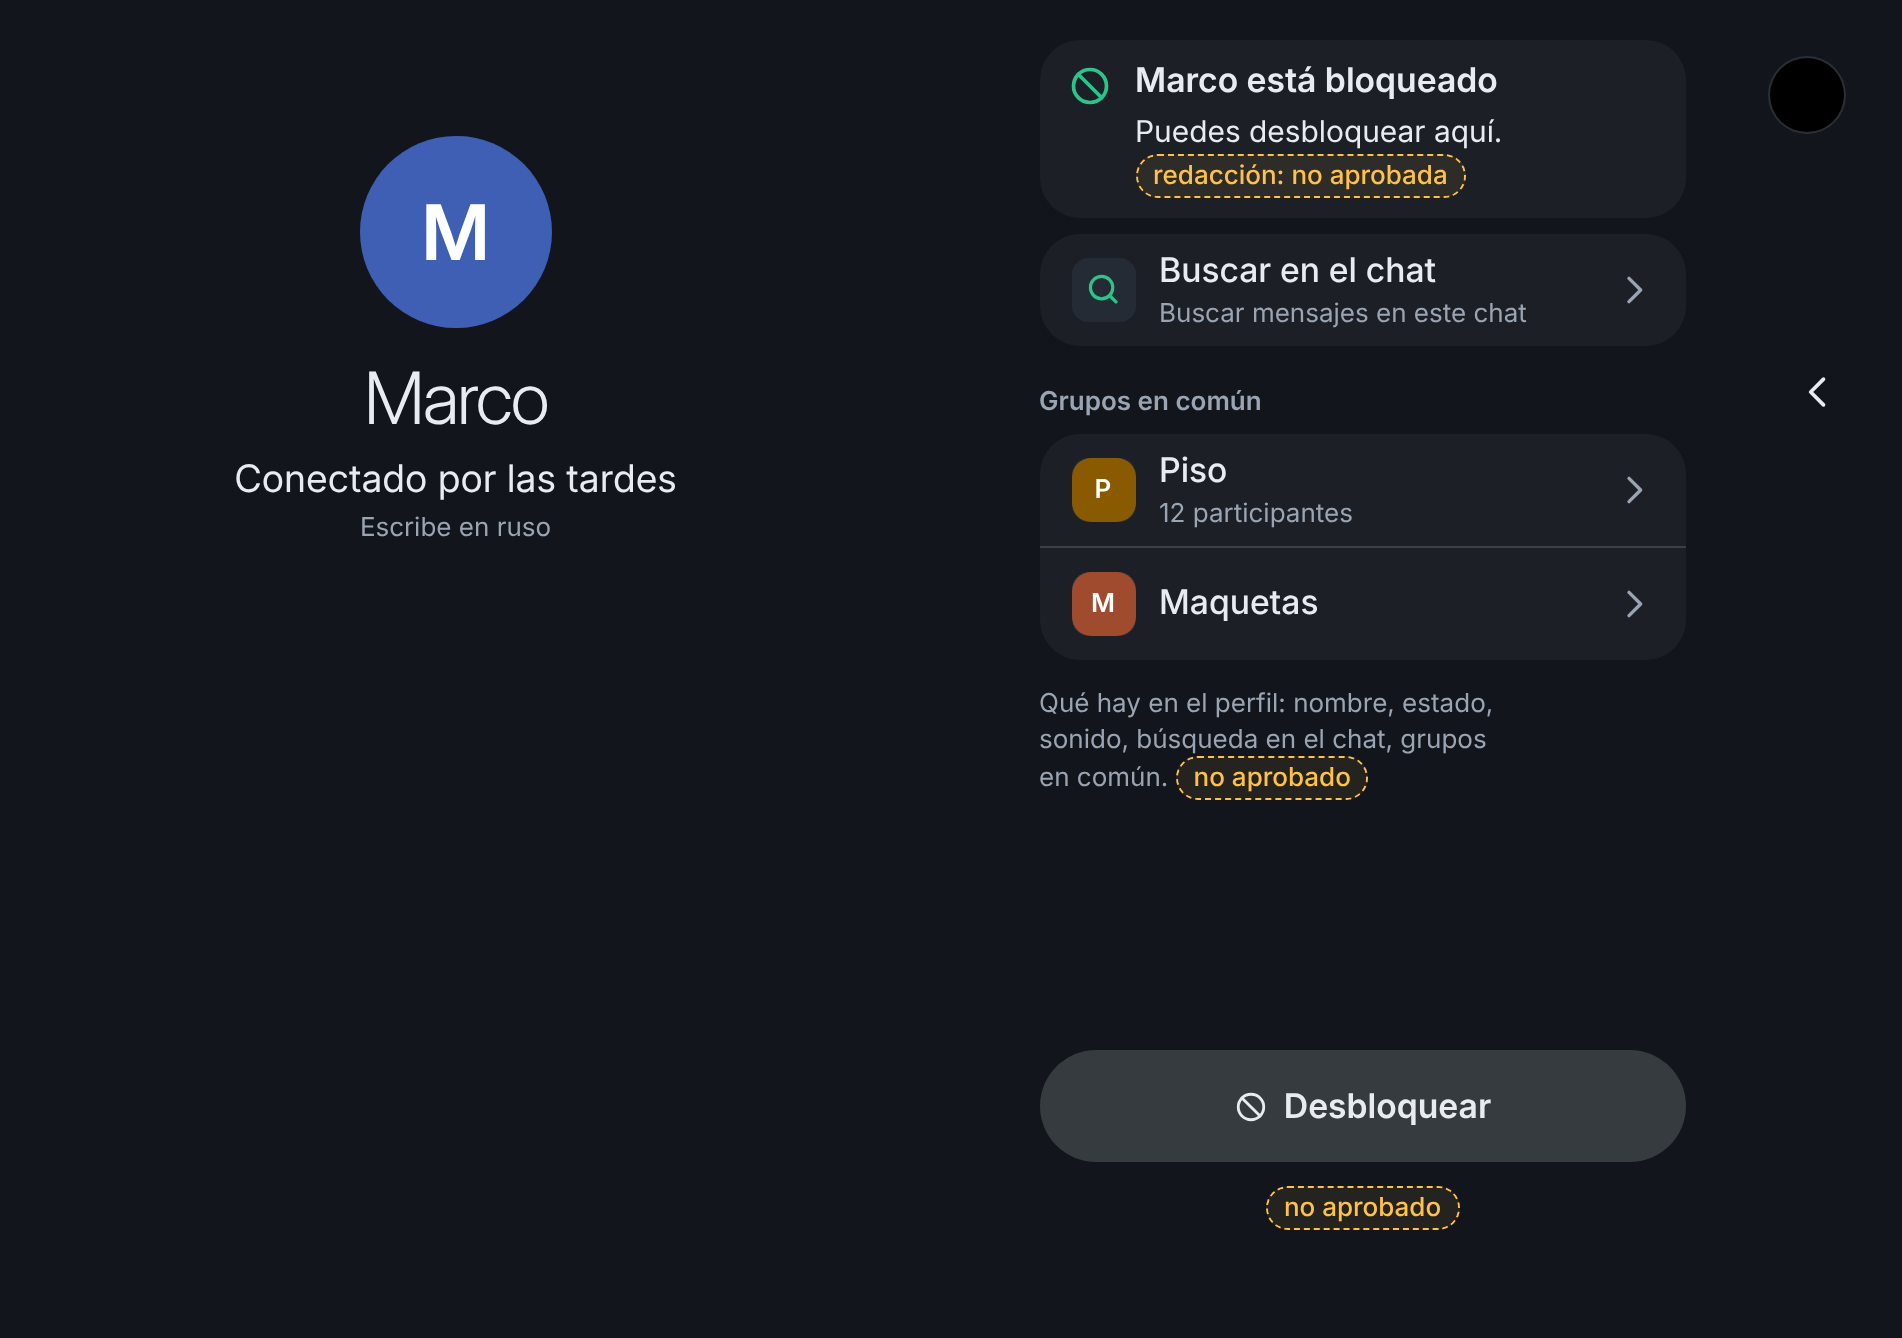 M
Marco
Conectado por las tardes
Escribe en ruso
Marco está bloqueado
Puedes desbloquear aquí.
redacción: no aprobada
Buscar en el chat
Buscar mensajes en este chat
Grupos en común
P
Piso
12 participantes
M
Maquetas
Qué hay en el perfil: nombre, estado,
sonido, búsqueda en el chat, grupos
en común. no aprobado
Desbloquear
no aprobado